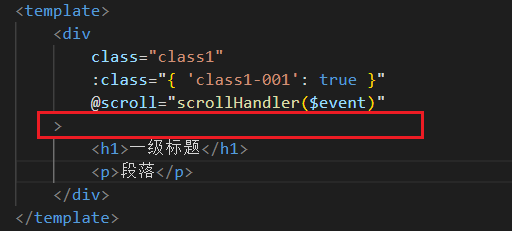 <template>
<div
class="class1"
:class="{ 'class1-001': true }"
@scroll="scrollHandler($event)"
>
<h1>一级标题</h1>
<p>段落</p>
</div>
</template>